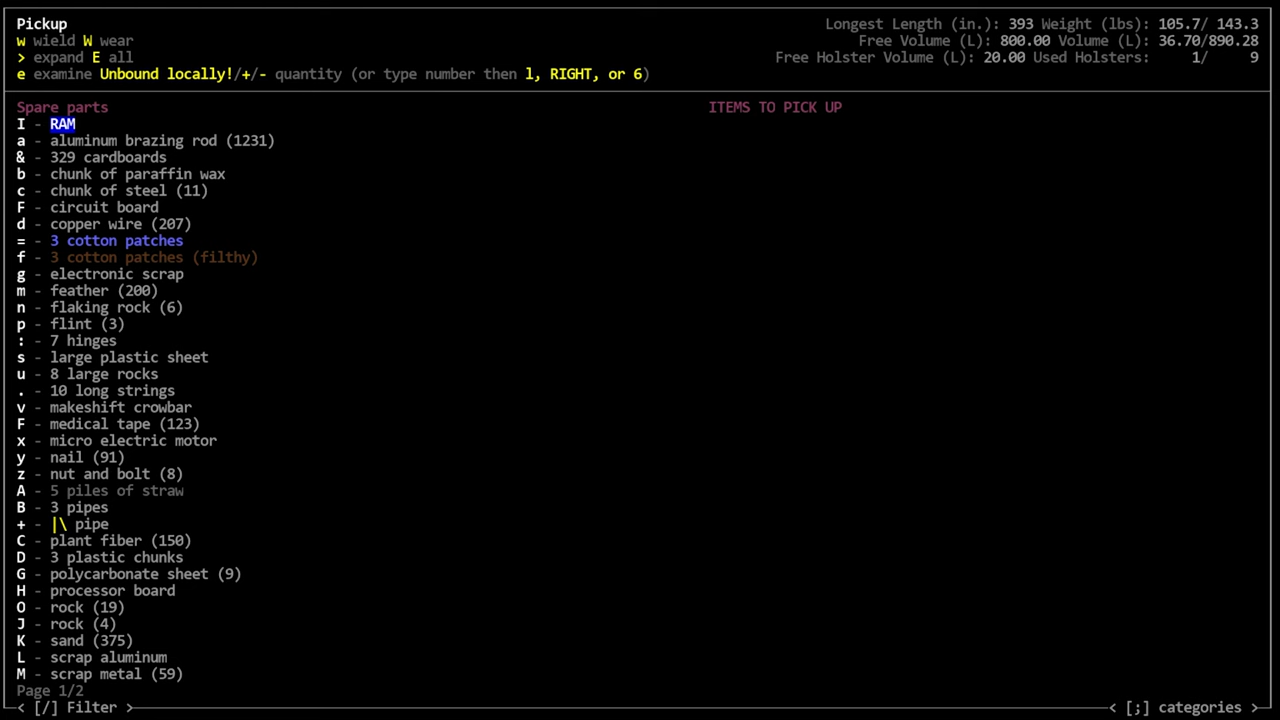 Pickup
Longest Length (in.): 393 Weight (lbs): 105.7/ 143.3
w wield W wear
Free Volume (L): 800.00 Volume (L): 36.70/890.28
> expand E all
Free Holster Volume (L): 20.00 Used Holsters: 1/ 9
e examine Unbound locally!/+/- quantity (or type number then l, RIGHT, or 6)
Spare parts
ITEMS TO PICK UP
I - RAM
a - aluminum brazing rod (1231)
& - 329 cardboards
b - chunk of paraffin wax
c - chunk of steel (11)
F - circuit board
d - copper wire (207)
= - 3 cotton patches
f - 3 cotton patches (filthy)
g - electronic scrap
m - feather (200)
n - flaking rock (6)
p - flint (3)
: - 7 hinges
s - large plastic sheet
u - 8 large rocks
. - 10 long strings
v - makeshift crowbar
F - medical tape (123)
x - micro electric motor
y - nail (91)
z - nut and bolt (8)
A - 5 piles of straw
B - 3 pipes
+ - |\ pipe
C - plant fiber (150)
D - 3 plastic chunks
G - polycarbonate sheet (9)
H - processor board
O - rock (19)
J - rock (4)
K - sand (375)
L - scrap aluminum
M - scrap metal (59)
Page 1/2
< [/] Filter >
< [;] categories >